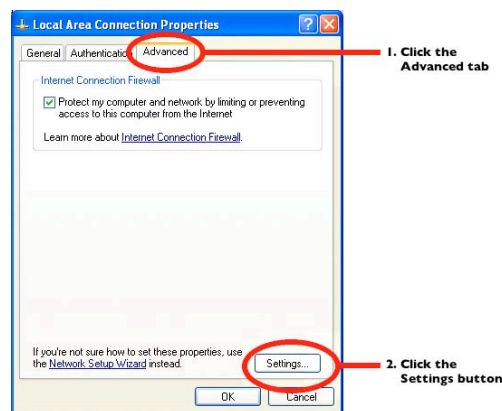 Local Area Connection Properties
General Authentication Advanced
1. Click the
Advanced tab
Internet Connection Firewall
Protect my computer and network by limiting or preventing
access to this computer from the Internet
Learn more about Internet Connection Firewall.
If you're not sure how to set these properties, use
the Network Setup Wizard instead.
Settings...
2. Click the
Settings button
OK Cancel